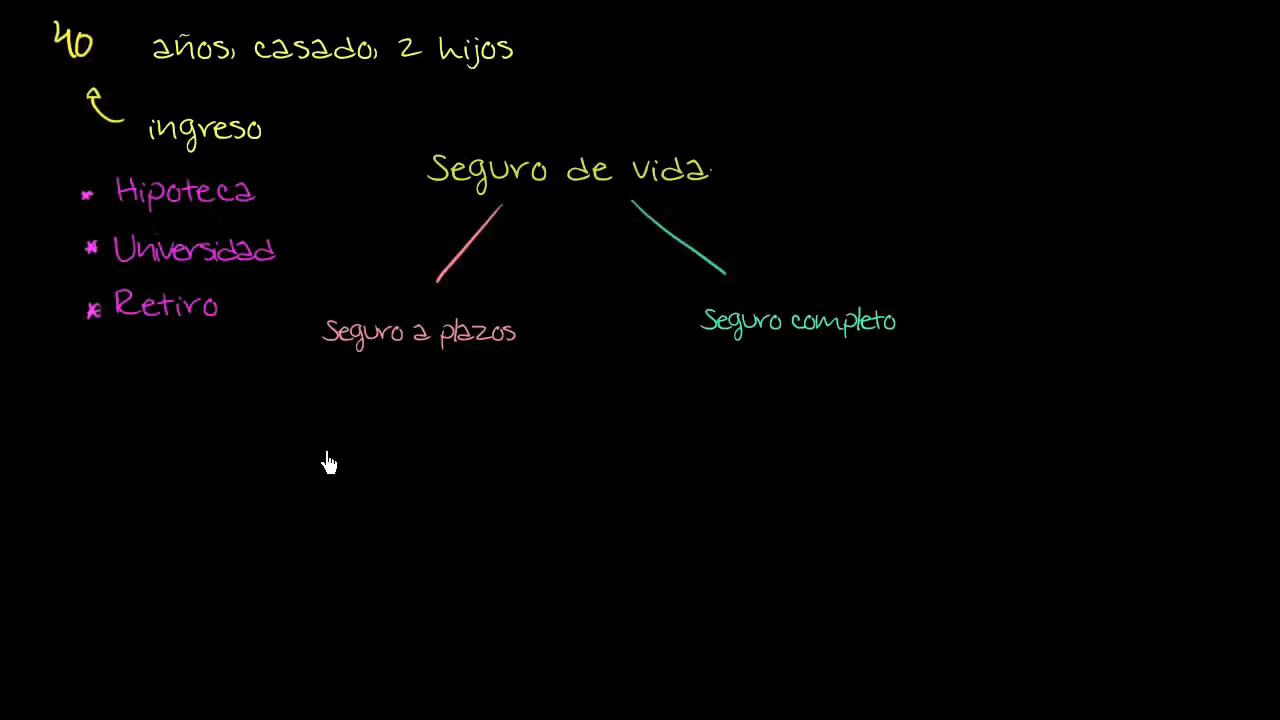 40 años, casado, 2 hijos
ingreso
* Hipoteca
* Universidad
* Retiro
Seguro de vida
Seguro a plazos
Seguro completo